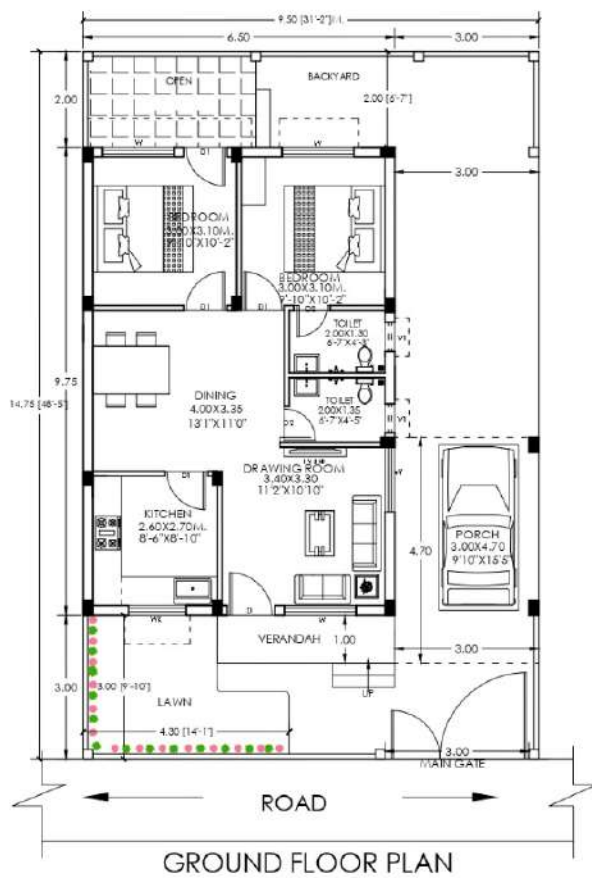 9.50 [31'-2"]M.
6.50
3.00
OPEN
BACKYARD
2.00
2.00 [6'-7"]
W
D1
W
3.00
BEDROOM
3.00X3.10M.
9'-10"X10'-2"
BEDROOM
3.00X3.10M.
9'-10"X10'-2"
D1
D1
D2
TOILET
2.00X1.30
6'-7"X4'-3"
V1
9.75
14.75 [48'-5"]
DINING
4.00X3.35
13'1"X11'0"
TOILET
2.00X1.35
6'-7"X4'-5"
V1
D2
DRAWING ROOM
3.40X3.30
11'2"X10'10"
D1
W
KITCHEN
2.60X2.70M.
8'-6"X8'-10"
4.70
PORCH
3.00X4.70
9'10"X15'5"
WK
D
W
VERANDAH
1.00
3.00
3.00
3.00 [9'-10"]
LAWN
UP
4.30 [14'-1"]
3.00
MAIN GATE
ROAD
GROUND FLOOR PLAN